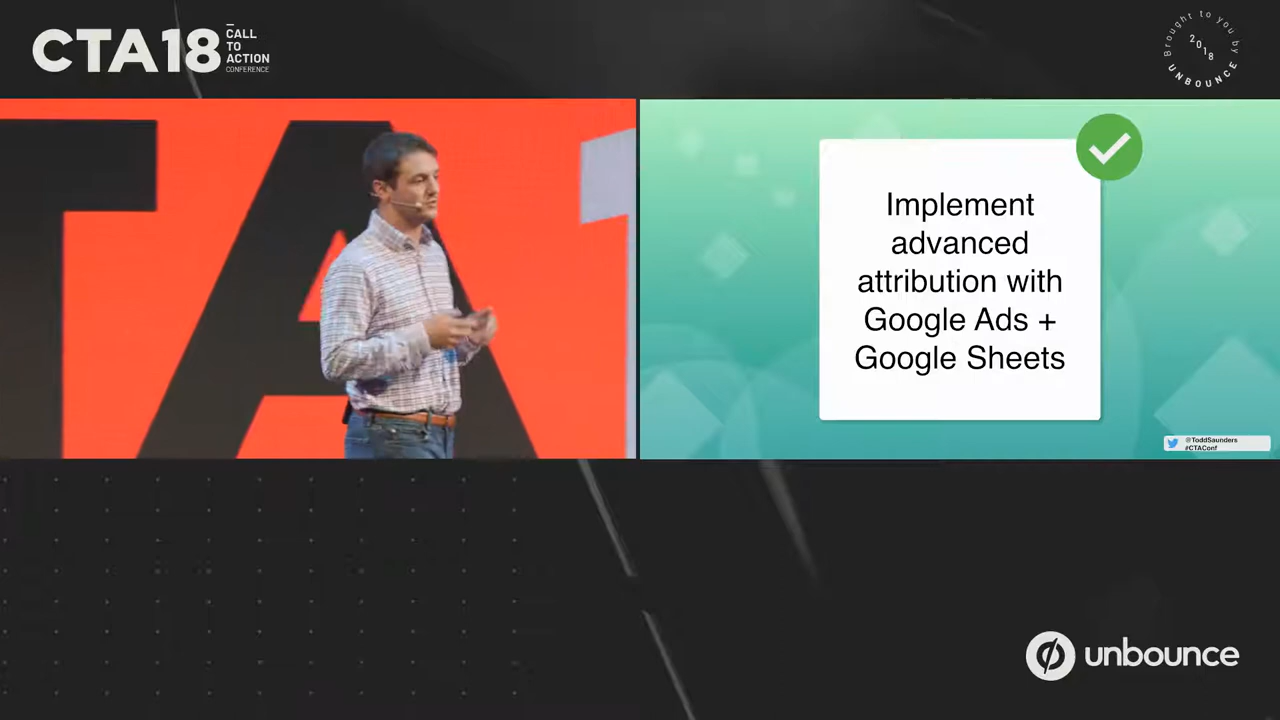 CTA18
CALL
TO
ACTION
CONFERENCE
Brought to you by
2018
UNBOUNCE
TA1
Implement
advanced
attribution with
Google Ads +
Google Sheets
@ToddSaunders
#CTAConf
unbounce